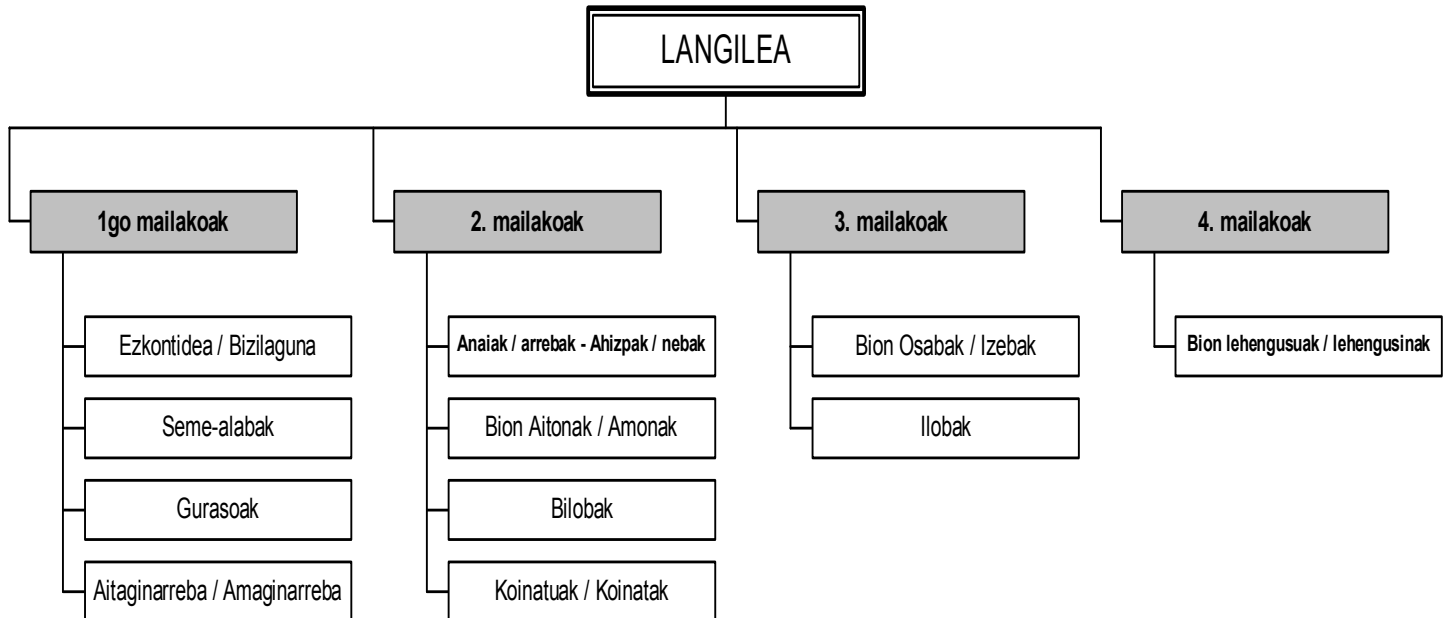 LANGILEA
1go mailakoak
2. mailakoak
3. mailakoak
4. mailakoak
Ezkontidea / Bizilaguna
Anaiak / arrebak - Ahizpak / nebak
Bion Osabak / Izebak
Bion lehengusuak / lehengusinak
Seme-alabak
Bion Aitonak / Amonak
Ilobak
Gurasoak
Bilobak
Aitaginarreba / Amaginarreba
Koinatuak / Koinatak